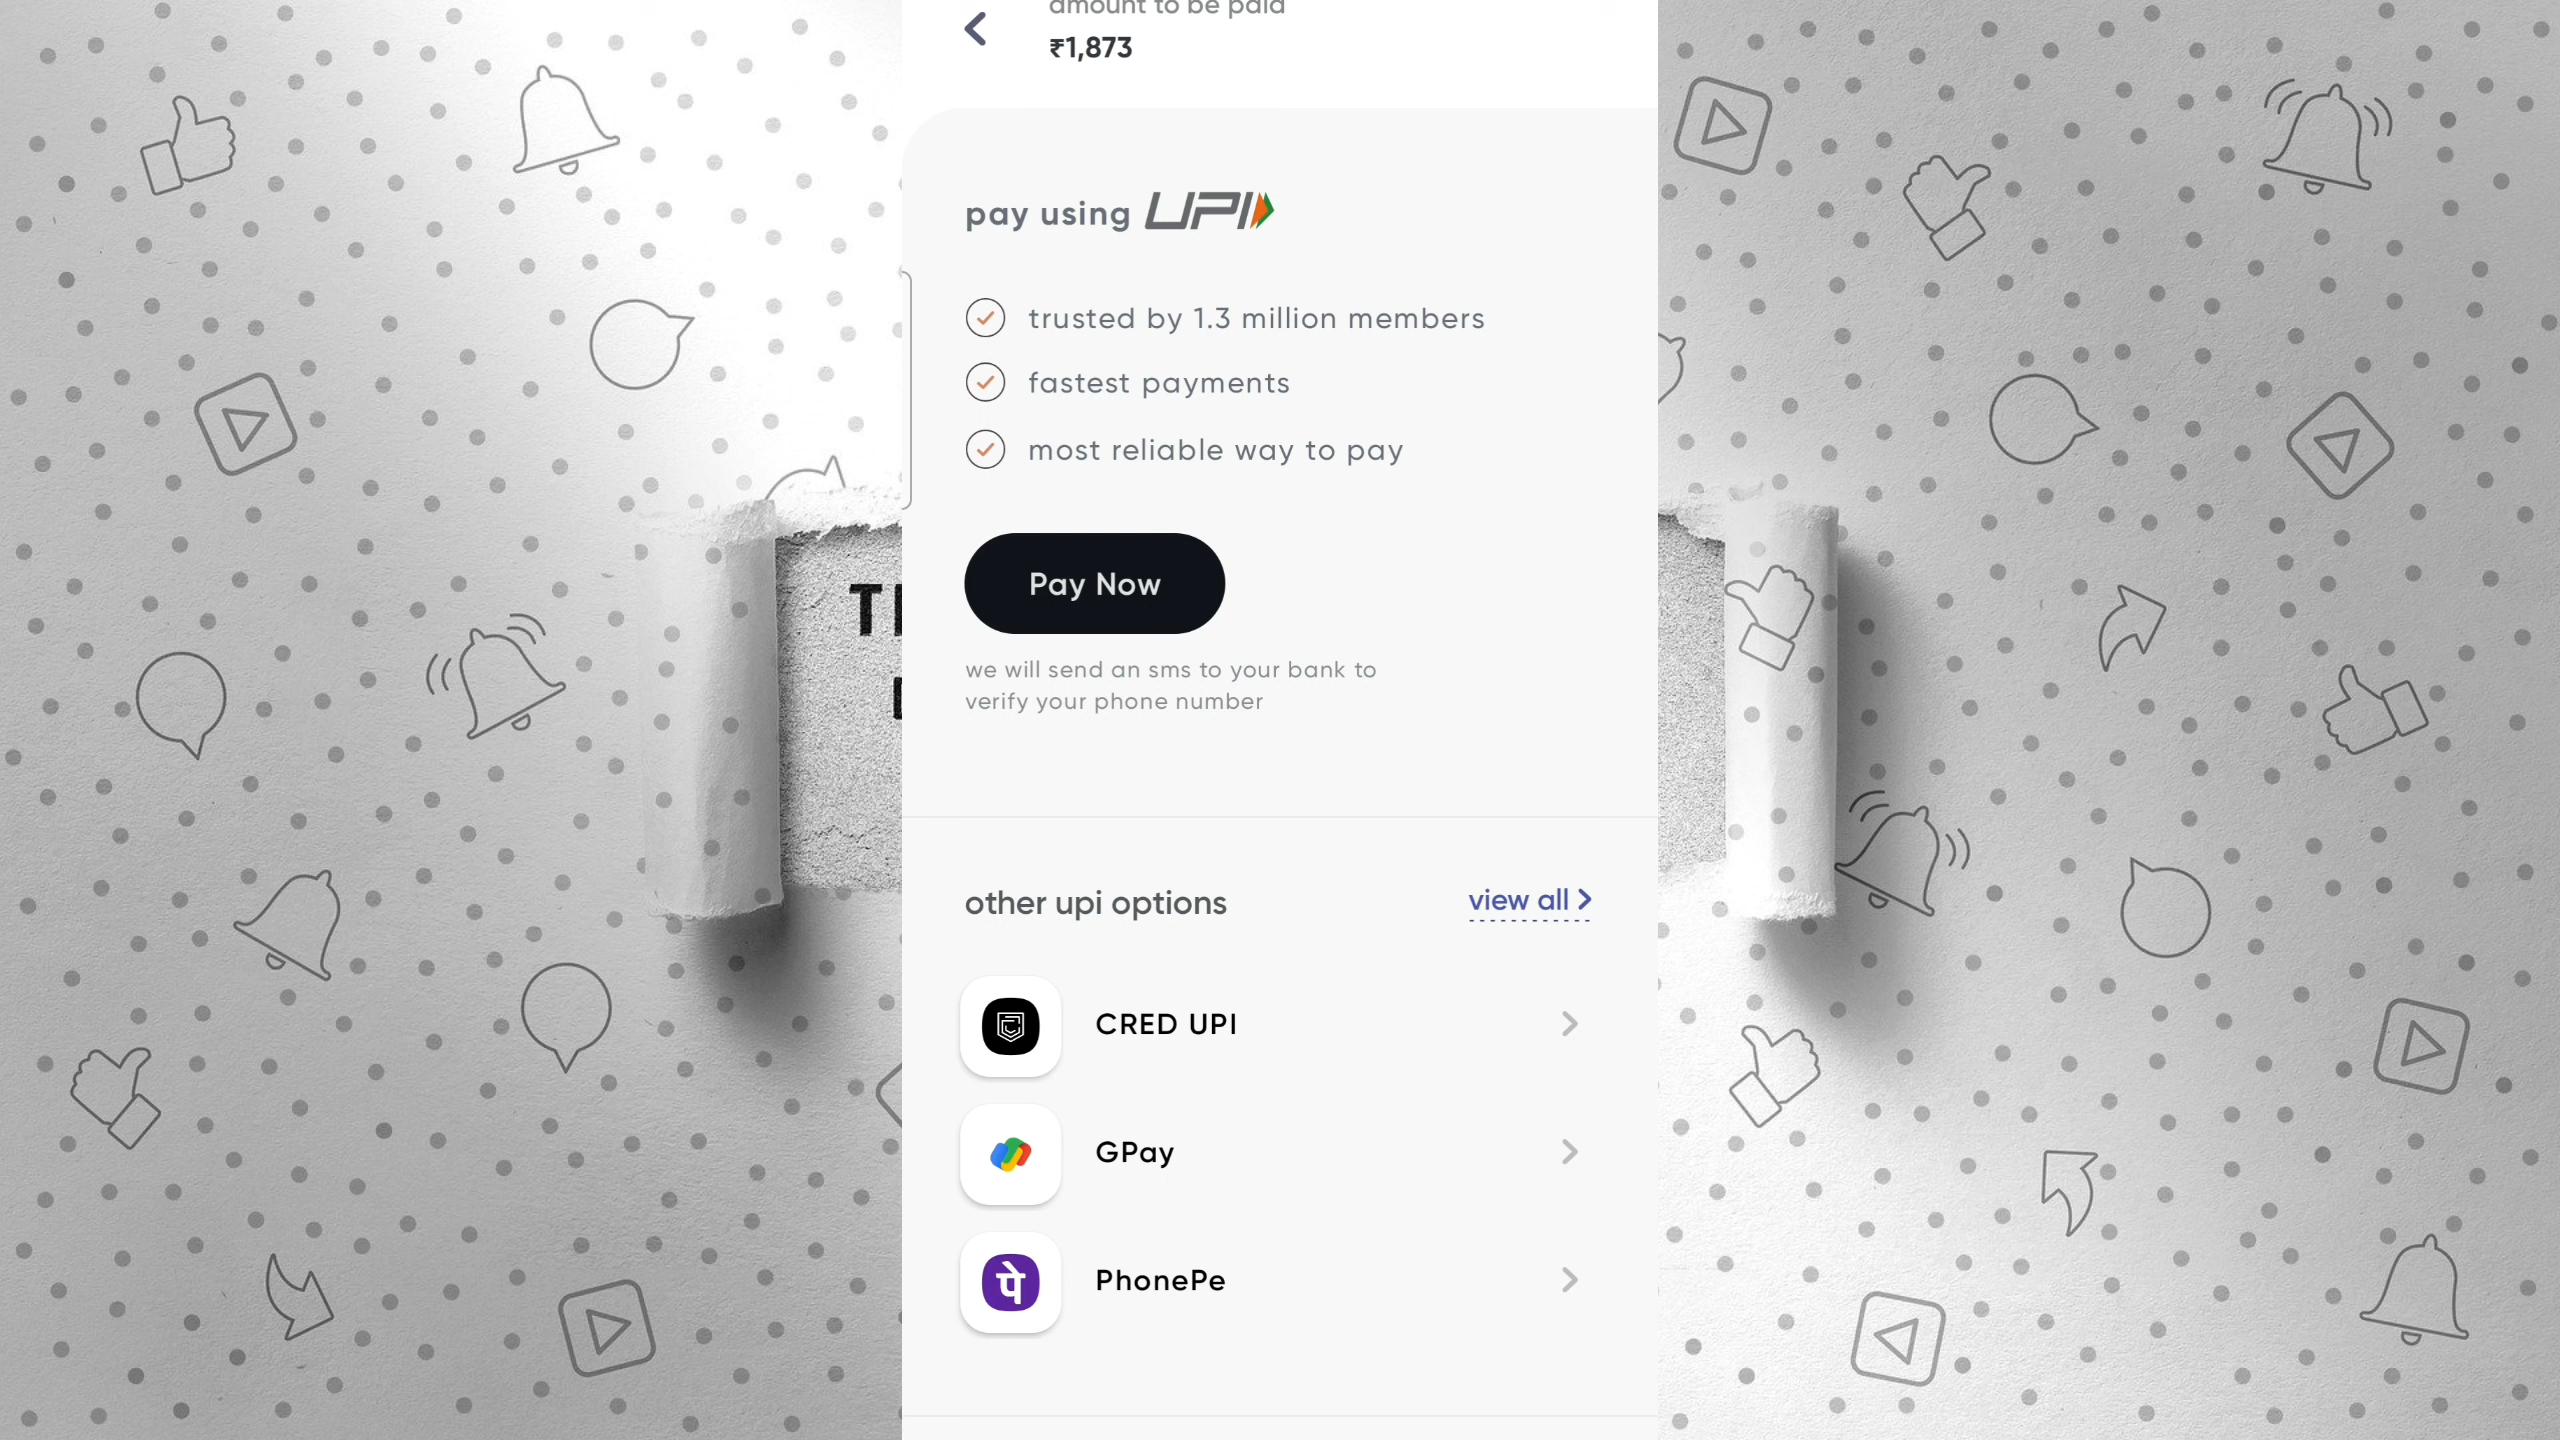 amount to be paid
₹1,873
pay using UPI
trusted by 1.3 million members
fastest payments
most reliable way to pay
Pay Now
we will send an sms to your bank to
verify your phone number
other upi options
view all
CRED UPI
GPay
पे
PhonePe